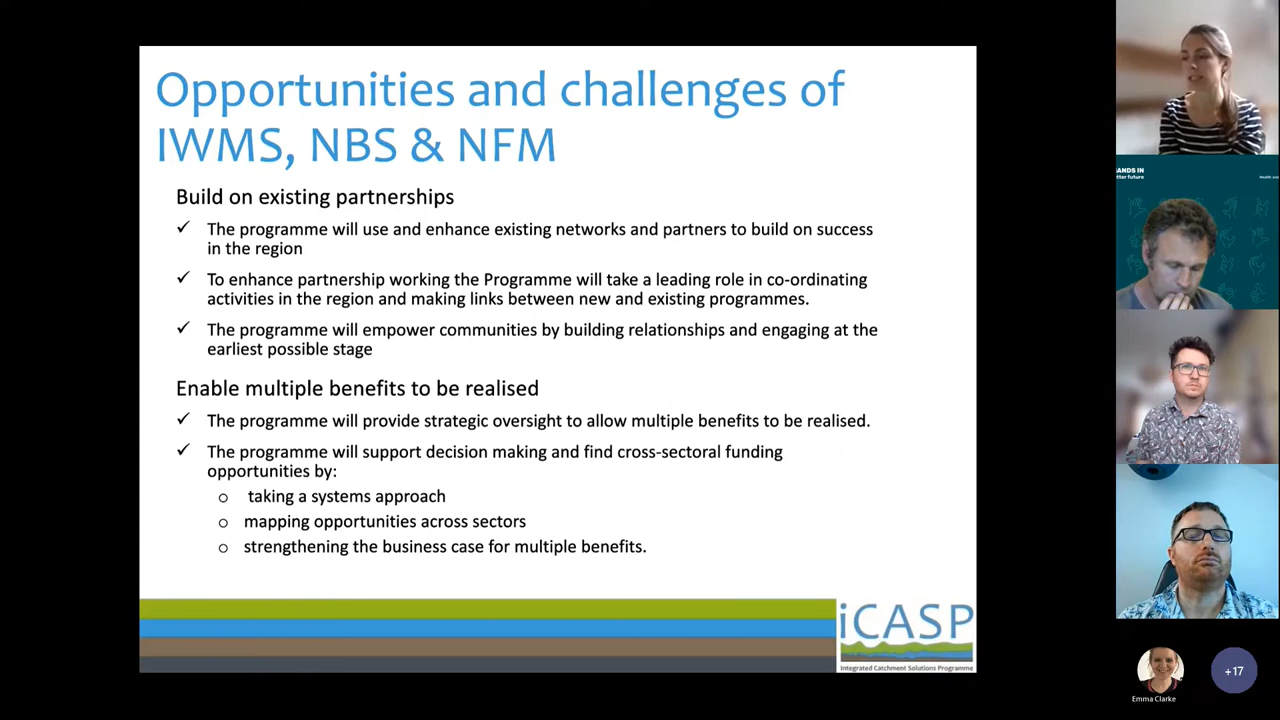 Opportunities and challenges of
IWMS, NBS & NFM
Build on existing partnerships
✓ The programme will use and enhance existing networks and partners to build on success
in the region
✓ To enhance partnership working the Programme will take a leading role in co-ordinating
activities in the region and making links between new and existing programmes.
✓ The programme will empower communities by building relationships and engaging at the
earliest possible stage
Enable multiple benefits to be realised
✓ The programme will provide strategic oversight to allow multiple benefits to be realised.
✓ The programme will support decision making and find cross-sectoral funding
opportunities by:
o taking a systems approach
o mapping opportunities across sectors
o strengthening the business case for multiple benefits.
iCASP
Integrated Catchment Solutions Programme
HANDS IN
Emma Clarke
+17